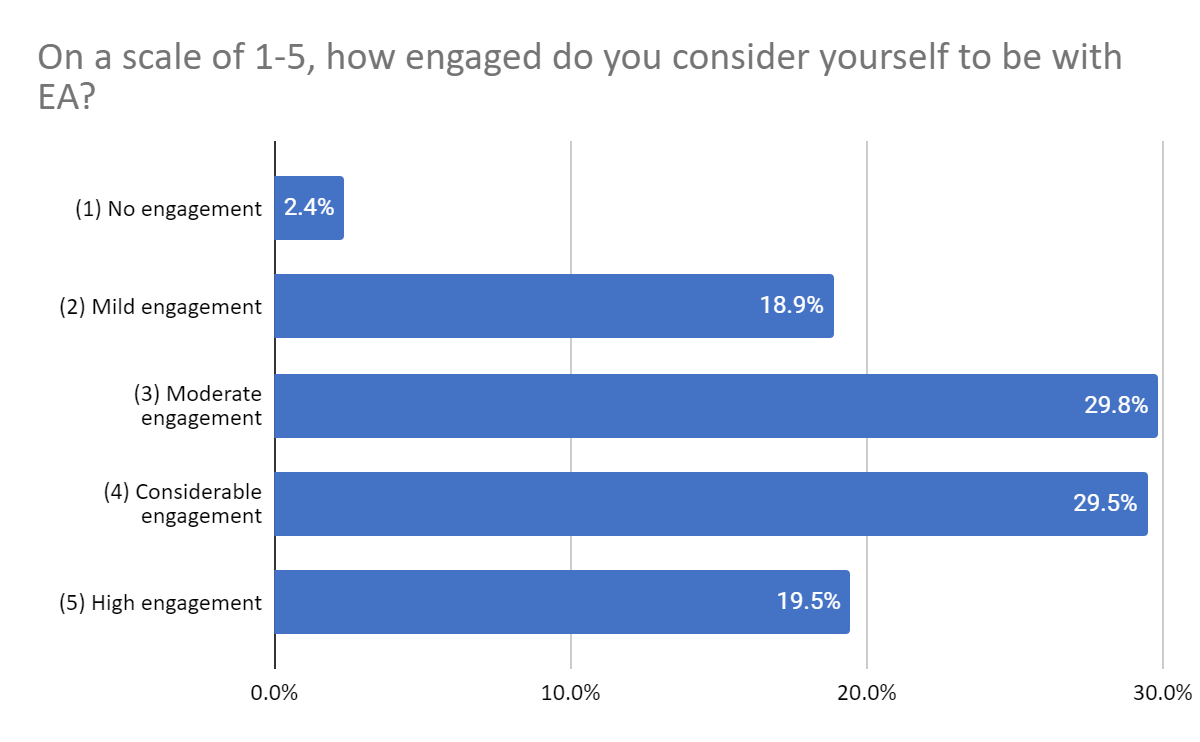 On a scale of 1-5, how engaged do you consider yourself to be with
EA?
(1) No engagement
2.4%
(2) Mild engagement
18.9%
(3) Moderate
engagement
29.8%
(4) Considerable
engagement
29.5%
(5) High engagement
19.5%
0.0%
10.0%
20.0%
30.0%